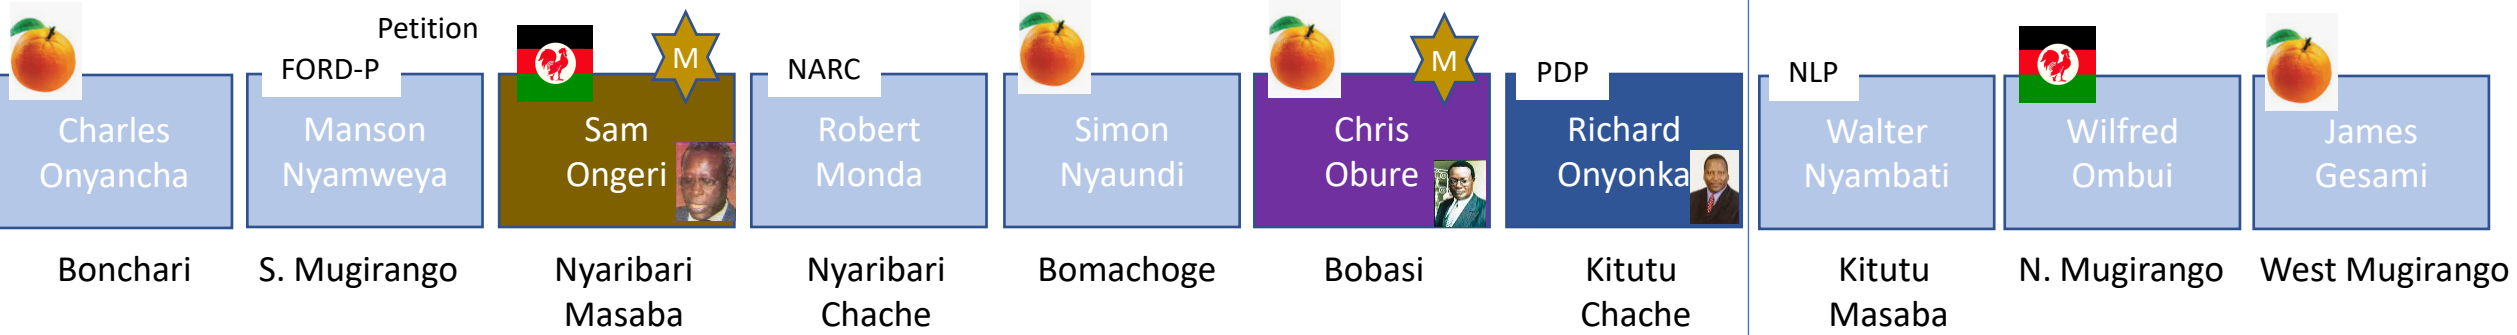 Petition
FORD-P
M
NARC
M
PDP
NLP
Charles
Onyancha
Manson
Nyamweya
Sam
Ongeri
Robert
Monda
Simon
Nyaundi
Chris
Obure
Richard
Onyonka
Walter
Nyambati
Wilfred
Ombui
James
Gesami
Bonchari
S. Mugirango
Nyaribari
Masaba
Nyaribari
Chache
Bomachoge
Bobasi
Kitutu
Chache
Kitutu
Masaba
N. Mugirango
West Mugirango